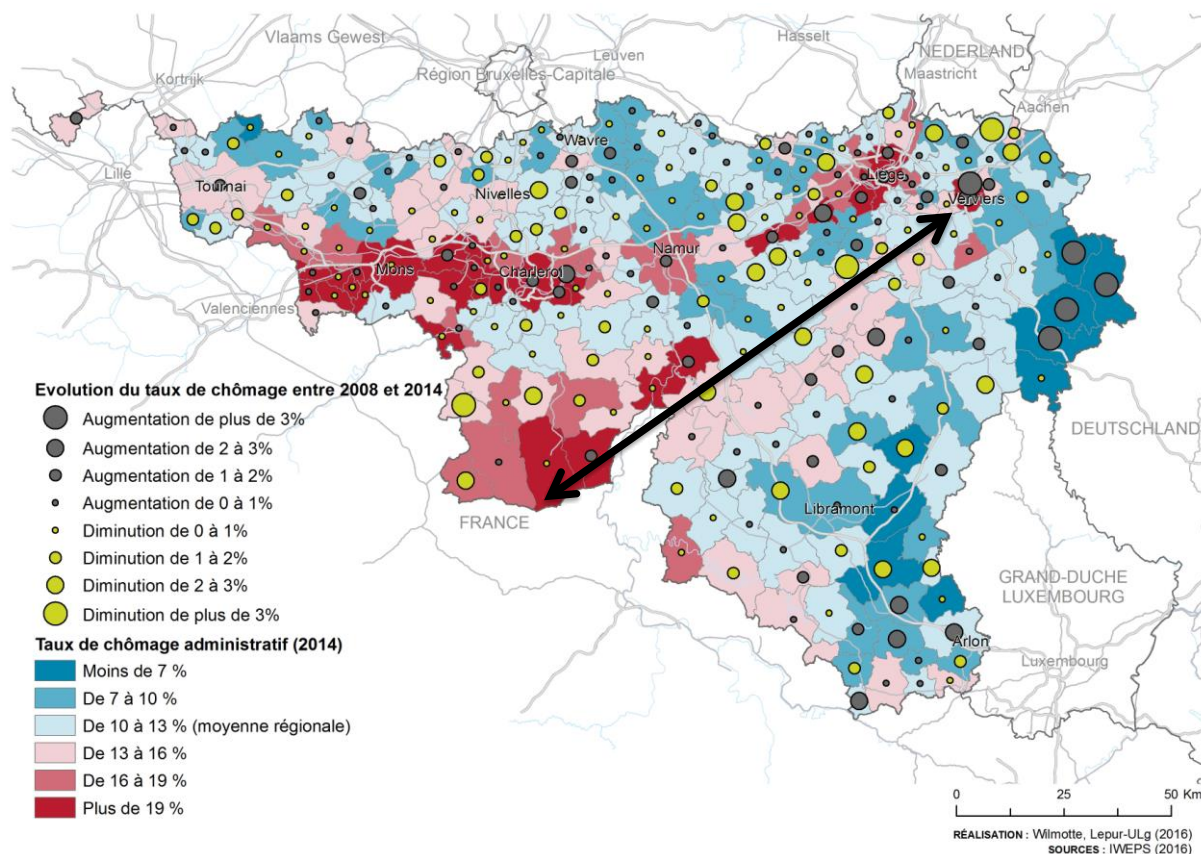 Vlaams Gewest
Hasselt
NEDERLAND
Leuven
Kortrijk
Région Bruxelles-Capitale
Maastricht
Aachen
Wavre
Lille
Liège
Tournai
Nivelles
Verviers
Namur
Mons
Charleroi
Valenciennes
Evolution du taux de chômage entre 2008 et 2014
Augmentation de plus de 3%
Augmentation de 2 à 3%
Augmentation de 1 à 2%
Augmentation de 0 à 1%
Diminution de 0 à 1%
Diminution de 1 à 2%
Diminution de 2 à 3%
Diminution de plus de 3%
DEUTSCHLAND
Libramont
FRANCE
GRAND-DUCHE
LUXEMBOURG
Arlon
Luxembourg
Taux de chômage administratif (2014)
Moins de 7 %
De 7 à 10 %
De 10 à 13 % (moyenne régionale)
De 13 à 16 %
De 16 à 19 %
Plus de 19 %
0 25 50 Km
RÉALISATION : Wilmotte, Lepur-ULg (2016)
SOURCES : IWEPS (2016)